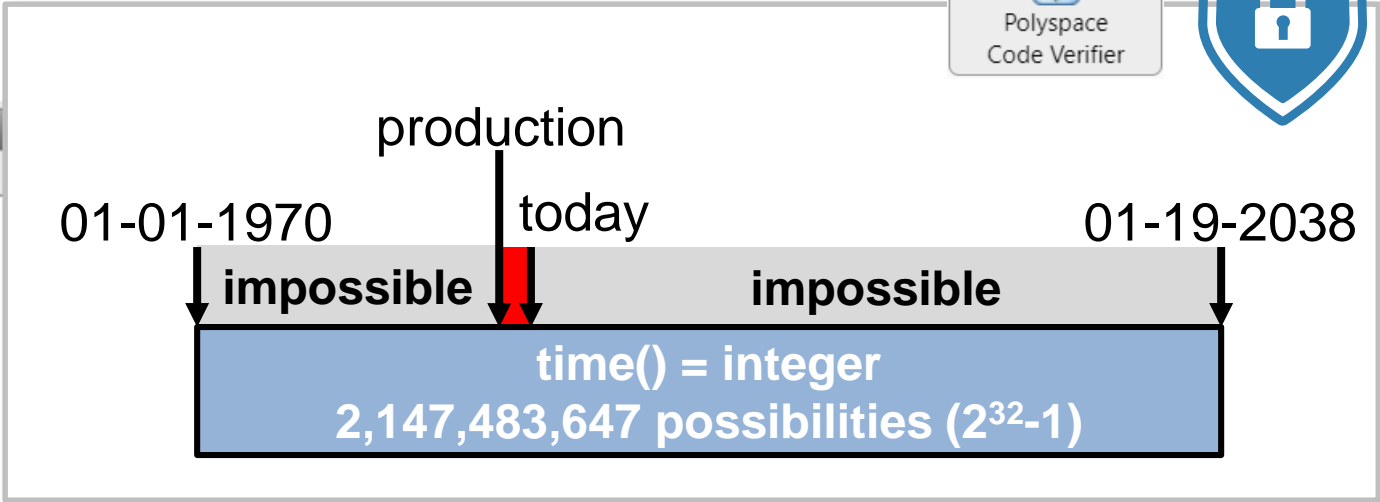 Polyspace
Code Verifier
production
01-01-1970
today
01-19-2038
impossible
impossible
time() = integer
2,147,483,647 possibilities (2³²-1)